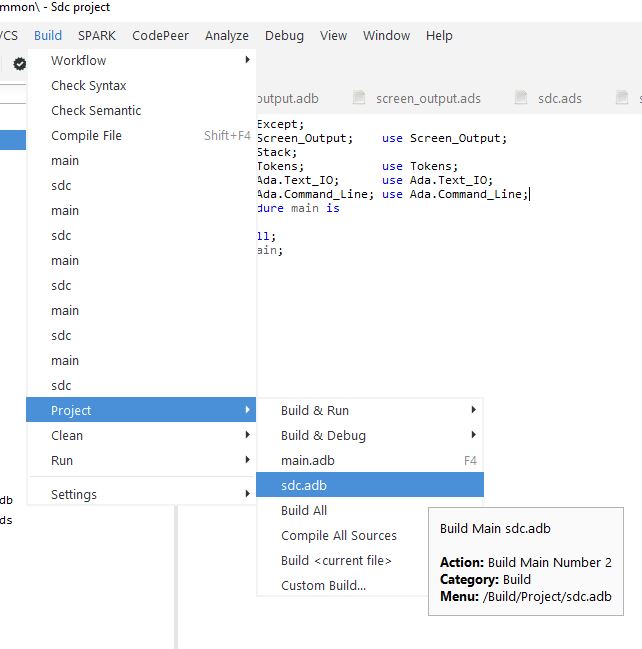 mmon\ - Sdc project
/CS Build SPARK CodePeer Analyze Debug View Window Help
Workflow
Check Syntax
Check Semantic
Compile File Shift+F4
main
sdc
main
sdc
main
sdc
main
sdc
main
sdc
Project
Clean
Run
Settings
output.adb screen_output.ads sdc.ads s
Except;
Screen_Output; use Screen_Output;
Stack;
Tokens; use Tokens;
Ada.Text_IO; use Ada.Text_IO;
Ada.Command_Line; use Ada.Command_Line;
dure main is
ll;
ain;
Build & Run
Build & Debug
main.adb F4
sdc.adb
Build All
Compile All Sources
Build <current file>
Custom Build...
Build Main sdc.adb
Action: Build Main Number 2
Category: Build
Menu: /Build/Project/sdc.adb
db
ds